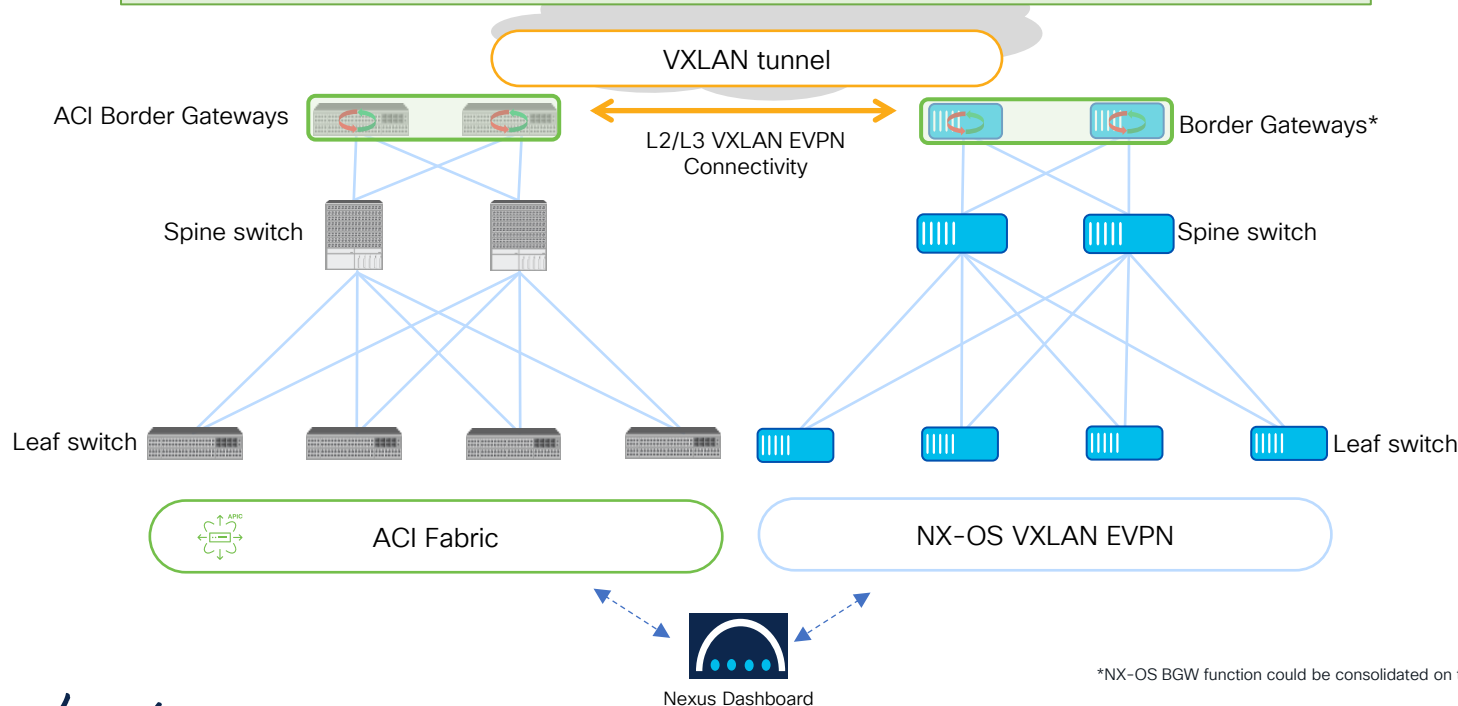 VXLAN tunnel
ACI Border Gateways
L2/L3 VXLAN EVPN
Connectivity
Border Gateways*
Spine switch
Spine switch
Leaf switch
Leaf switch
APIC
ACI Fabric
NX-OS VXLAN EVPN
Nexus Dashboard
*NX-OS BGW function could be consolidated on